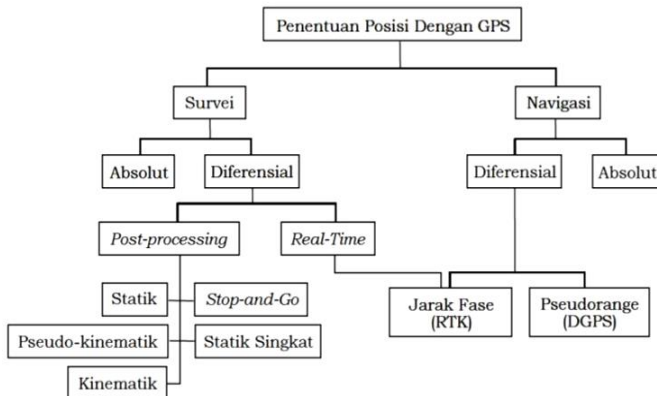 Penentuan Posisi Dengan GPS
Survei
Navigasi
Absolut
Diferensial
Diferensial
Absolut
Post-processing
Real-Time
Statik
Stop-and-Go
Jarak Fase
(RTK)
Pseudorange
(DGPS)
Pseudo-kinematik
Statik Singkat
Kinematik